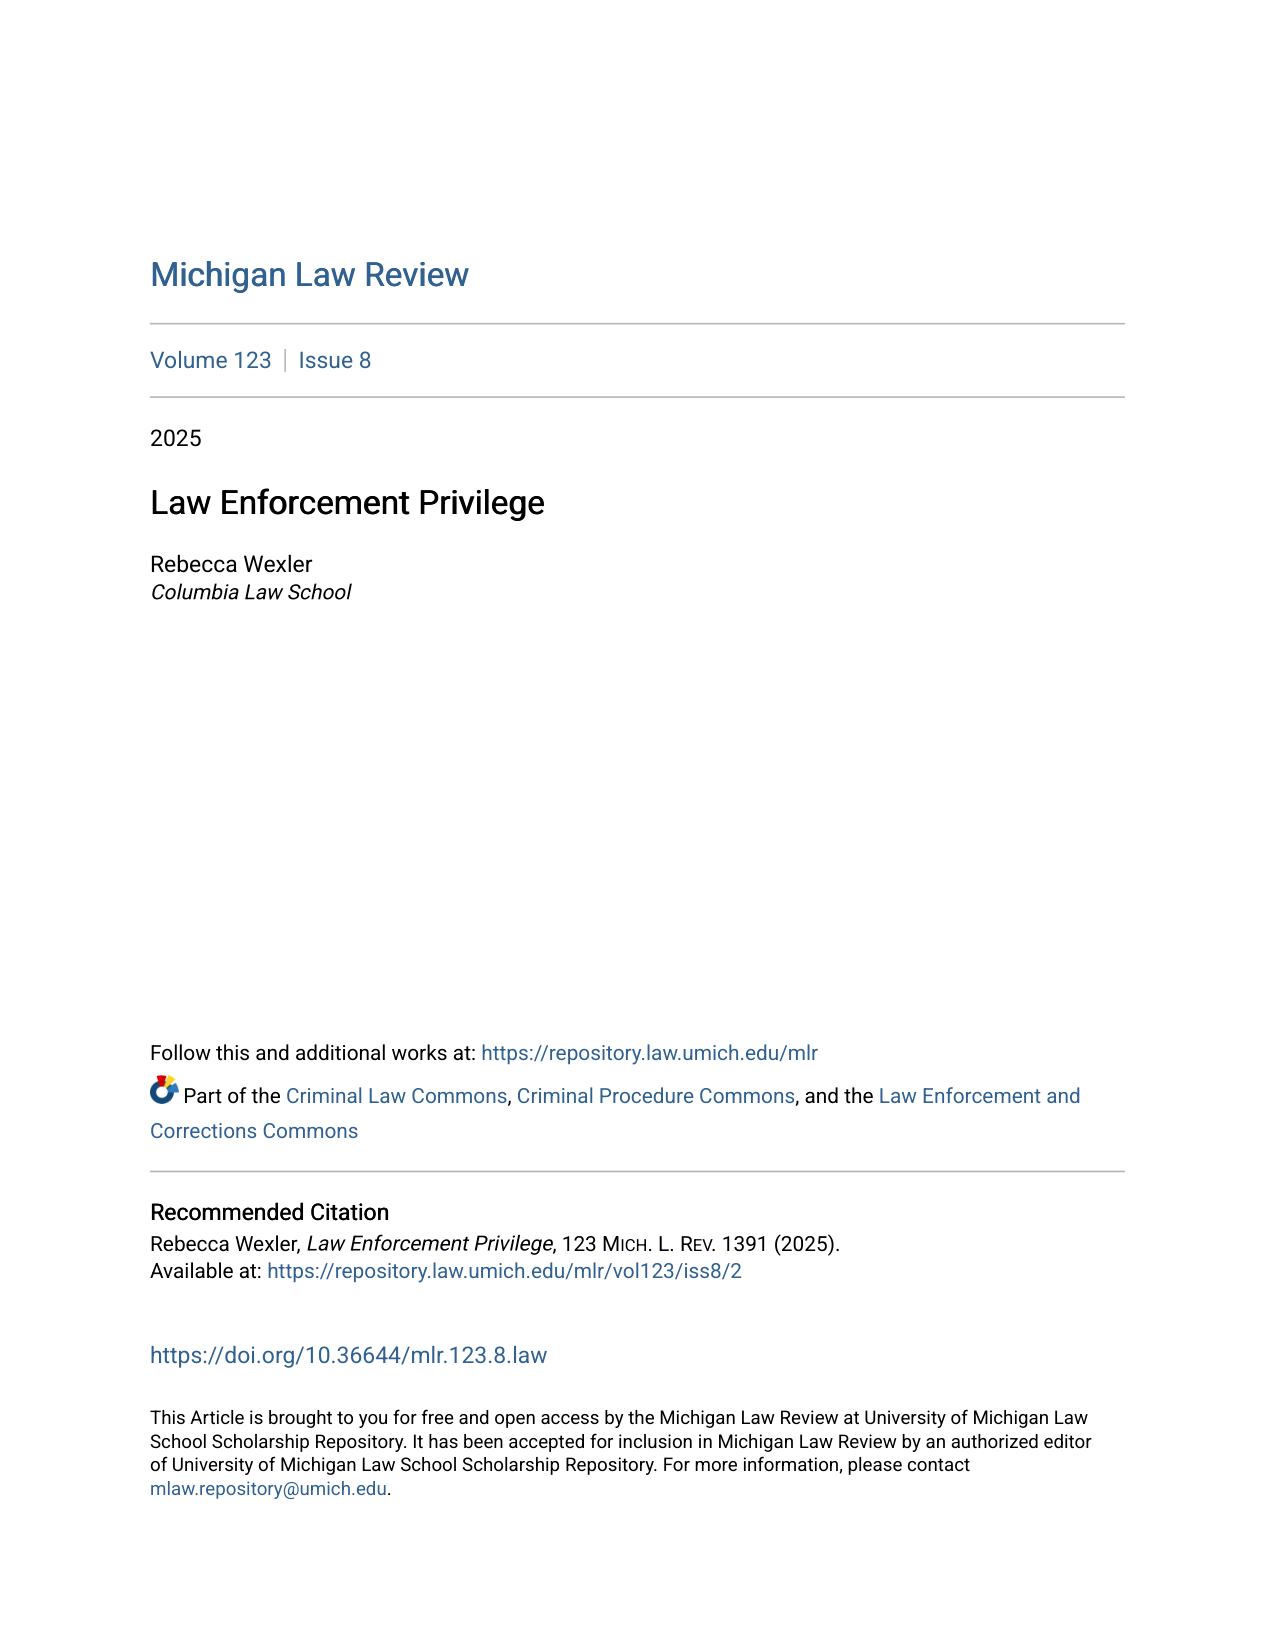 Michigan Law Review
Volume 123 Issue 8
2025
Law Enforcement Privilege
Rebecca Wexler
Columbia Law School
Follow this and additional works at: https://repository.law.umich.edu/mlr
Part of the Criminal Law Commons, Criminal Procedure Commons, and the Law Enforcement and
Corrections Commons
Recommended Citation
Rebecca Wexler, Law Enforcement Privilege, 123 MICH. L. REV. 1391 (2025).
Available at: https://repository.law.umich.edu/mlr/vol123/iss8/2
https://doi.org/10.36644/mlr.123.8.law
This Article is brought to you for free and open access by the Michigan Law Review at University of Michigan Law
School Scholarship Repository. It has been accepted for inclusion in Michigan Law Review by an authorized editor
of University of Michigan Law School Scholarship Repository. For more information, please contact
mlaw.repository@umich.edu.